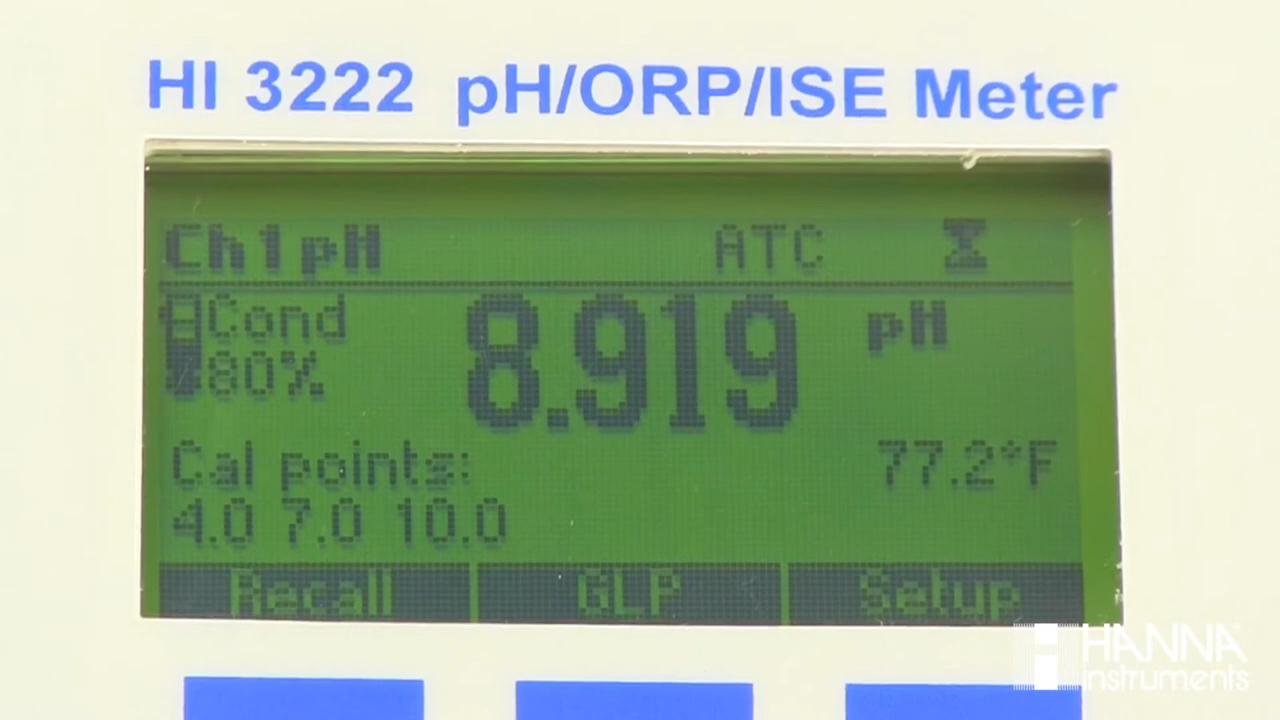 HI 3222 pH/ORP/ISE Meter
Ch1pH ATC
Cond 8.919 pH
80%
Cal points: 77.2°F
4.0 7.0 10.0
Recall GLP Setup
HANNA
instruments